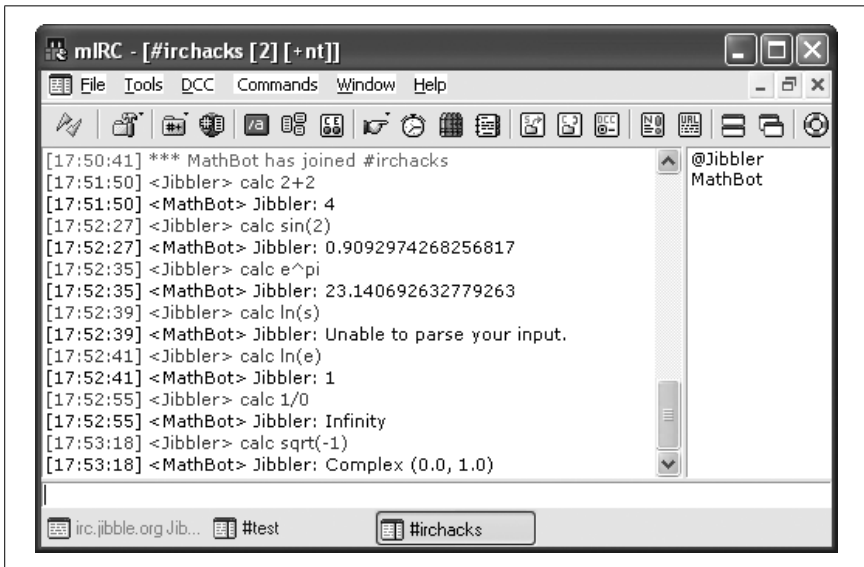 mIRC - [#irchacks [2] [+nt]]
File Tools DCC Commands Window Help
[17:50:41] *** MathBot has joined #irchacks
[17:51:50] <Jibbler> calc 2+2
[17:51:50] <MathBot> Jibbler: 4
[17:52:27] <Jibbler> calc sin(2)
[17:52:27] <MathBot> Jibbler: 0.9092974268256817
[17:52:35] <Jibbler> calc e^pi
[17:52:35] <MathBot> Jibbler: 23.140692632779263
[17:52:39] <Jibbler> calc ln(s)
[17:52:39] <MathBot> Jibbler: Unable to parse your input.
[17:52:41] <Jibbler> calc ln(e)
[17:52:41] <MathBot> Jibbler: 1
[17:52:55] <Jibbler> calc 1/0
[17:52:55] <MathBot> Jibbler: Infinity
[17:53:18] <Jibbler> calc sqrt(-1)
[17:53:18] <MathBot> Jibbler: Complex (0.0, 1.0)
@Jibbler
MathBot
irc.jibble.org Jib... #test #irchacks